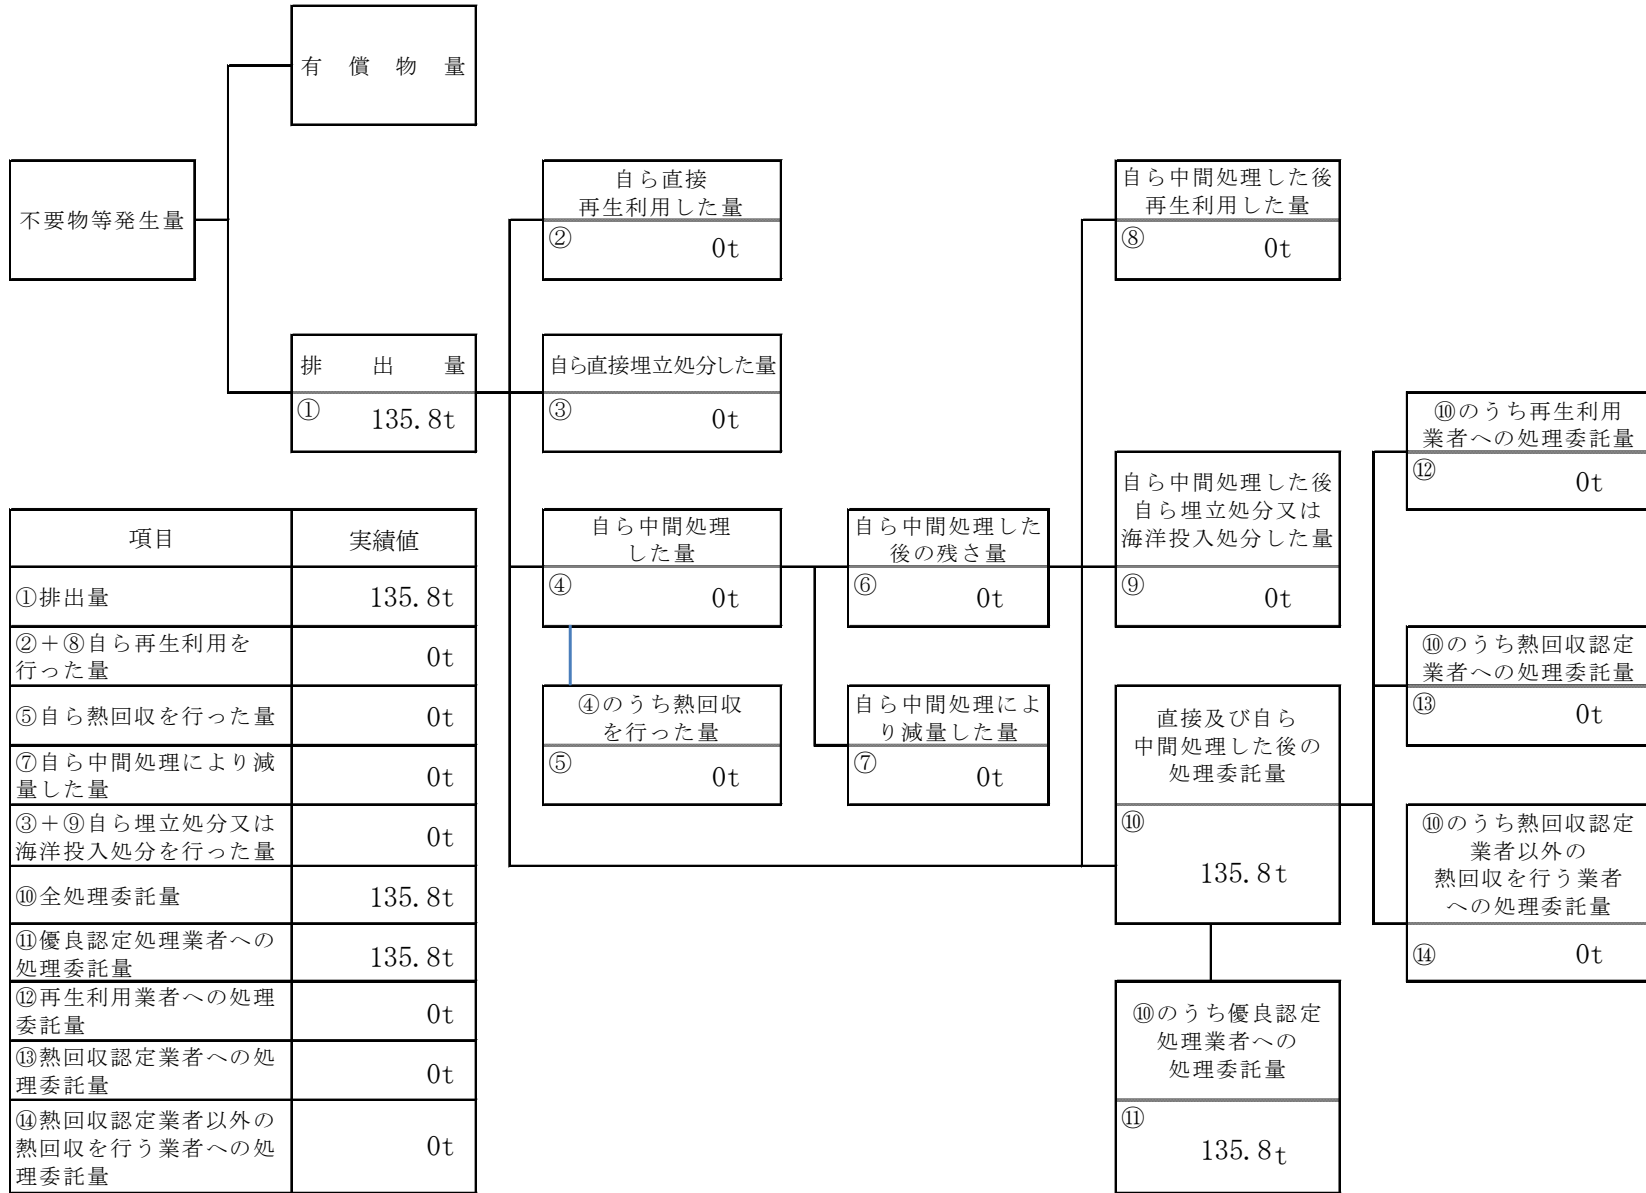 有償物量
不要物等発生量
自ら直接
再生利用した量
②
0t
自ら中間処理した後
再生利用した量
⑧
0t
排出量
①
135.8t
自ら直接埋立処分した量
③
0t
⑩のうち再生利用
業者への処理委託量
⑫
0t
自ら中間処理した後
自ら埋立処分又は
海洋投入処分した量
⑨
0t
自ら中間処理
した量
④
0t
自ら中間処理した
後の残さ量
⑥
0t
⑩のうち熱回収認定
業者への処理委託量
⑬
0t
④のうち熱回収
を行った量
⑤
0t
自ら中間処理によ
り減量した量
⑦
0t
直接及び自ら
中間処理した後の
処理委託量
⑩
135.8t
⑩のうち熱回収認定
業者以外の
熱回収を行う業者
への処理委託量
⑭
0t
⑩のうち優良認定
処理業者への
処理委託量
⑪
135.8t
項目 実績値
①排出量 135.8t
②+⑧自ら再生利用を
行った量
0t
⑤自ら熱回収を行った量 0t
⑦自ら中間処理により減
量した量
0t
③+⑨自ら埋立処分又は
海洋投入処分を行った量
0t
⑩全処理委託量 135.8t
⑪優良認定処理業者への
処理委託量
135.8t
⑫再生利用業者への処理
委託量
0t
⑬熱回収認定業者への処
理委託量
0t
⑭熱回収認定業者以外の
熱回収を行う業者への処
理委託量
0t